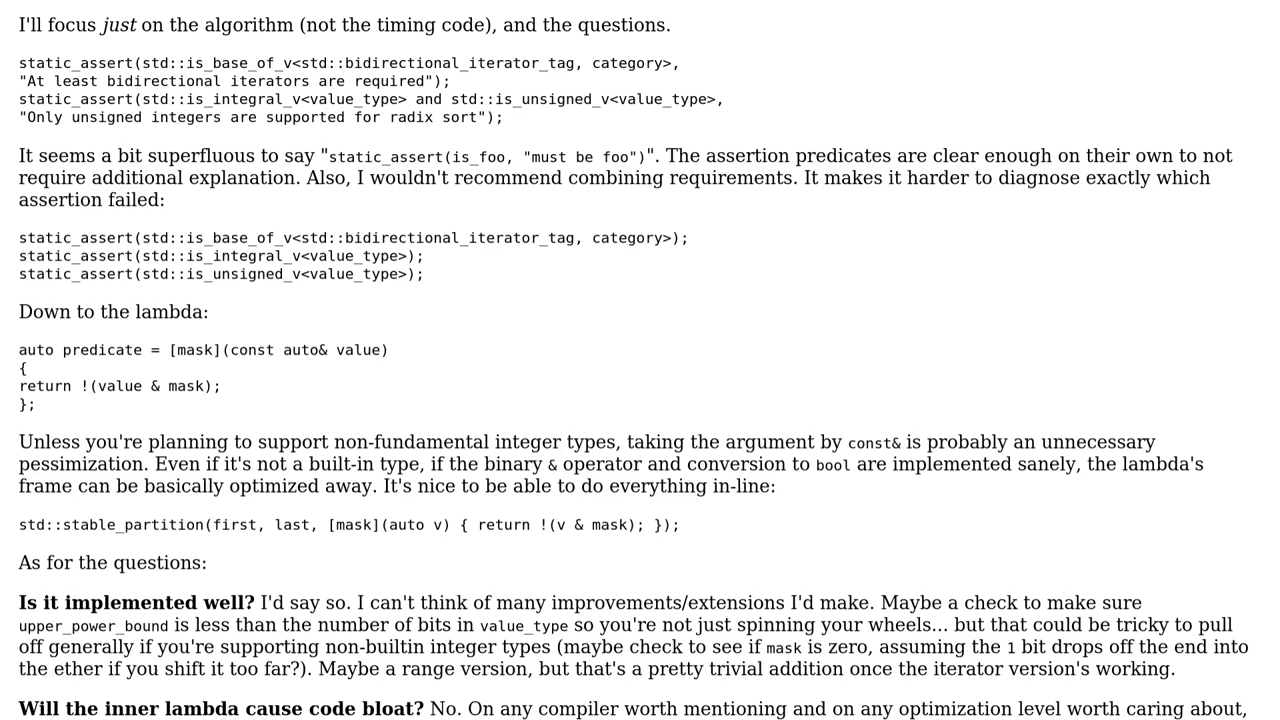 I'll focus just on the algorithm (not the timing code), and the questions.
static_assert(std::is_base_of_v<std::bidirectional_iterator_tag, category>,
"At least bidirectional iterators are required");
static_assert(std::is_integral_v<value_type> and std::is_unsigned_v<value_type>,
"Only unsigned integers are supported for radix sort");
It seems a bit superfluous to say "static_assert(is_foo, "must be foo")". The assertion predicates are clear enough on their own to not
require additional explanation. Also, I wouldn't recommend combining requirements. It makes it harder to diagnose exactly which
assertion failed:
static_assert(std::is_base_of_v<std::bidirectional_iterator_tag, category>);
static_assert(std::is_integral_v<value_type>);
static_assert(std::is_unsigned_v<value_type>);
Down to the lambda:
auto predicate = [mask](const auto& value)
{
return !(value & mask);
};
Unless you're planning to support non-fundamental integer types, taking the argument by const& is probably an unnecessary
pessimization. Even if it's not a built-in type, if the binary & operator and conversion to bool are implemented sanely, the lambda's
frame can be basically optimized away. It's nice to be able to do everything in-line:
std::stable_partition(first, last, [mask](auto v) { return !(v & mask); });
As for the questions:
Is it implemented well? I'd say so. I can't think of many improvements/extensions I'd make. Maybe a check to make sure
upper_power_bound is less than the number of bits in value_type so you're not just spinning your wheels... but that could be tricky to pull
off generally if you're supporting non-builtin integer types (maybe check to see if mask is zero, assuming the 1 bit drops off the end into
the ether if you shift it too far?). Maybe a range version, but that's a pretty trivial addition once the iterator version's working.
Will the inner lambda cause code bloat? No. On any compiler worth mentioning and on any optimization level worth caring about,